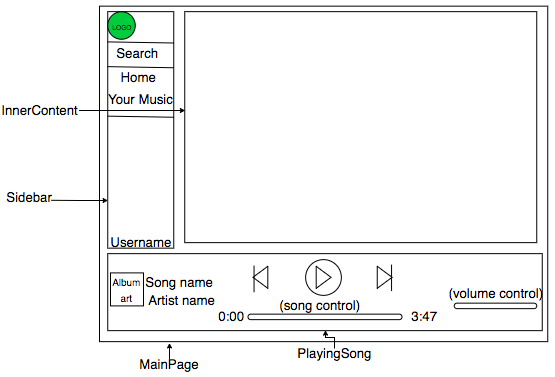 LOGO
Search
Home
Your Music
InnerContent
Sidebar
Username
Album
art
Song name
Artist name
(song control)
0:00
3:47
(volume control)
PlayingSong
MainPage